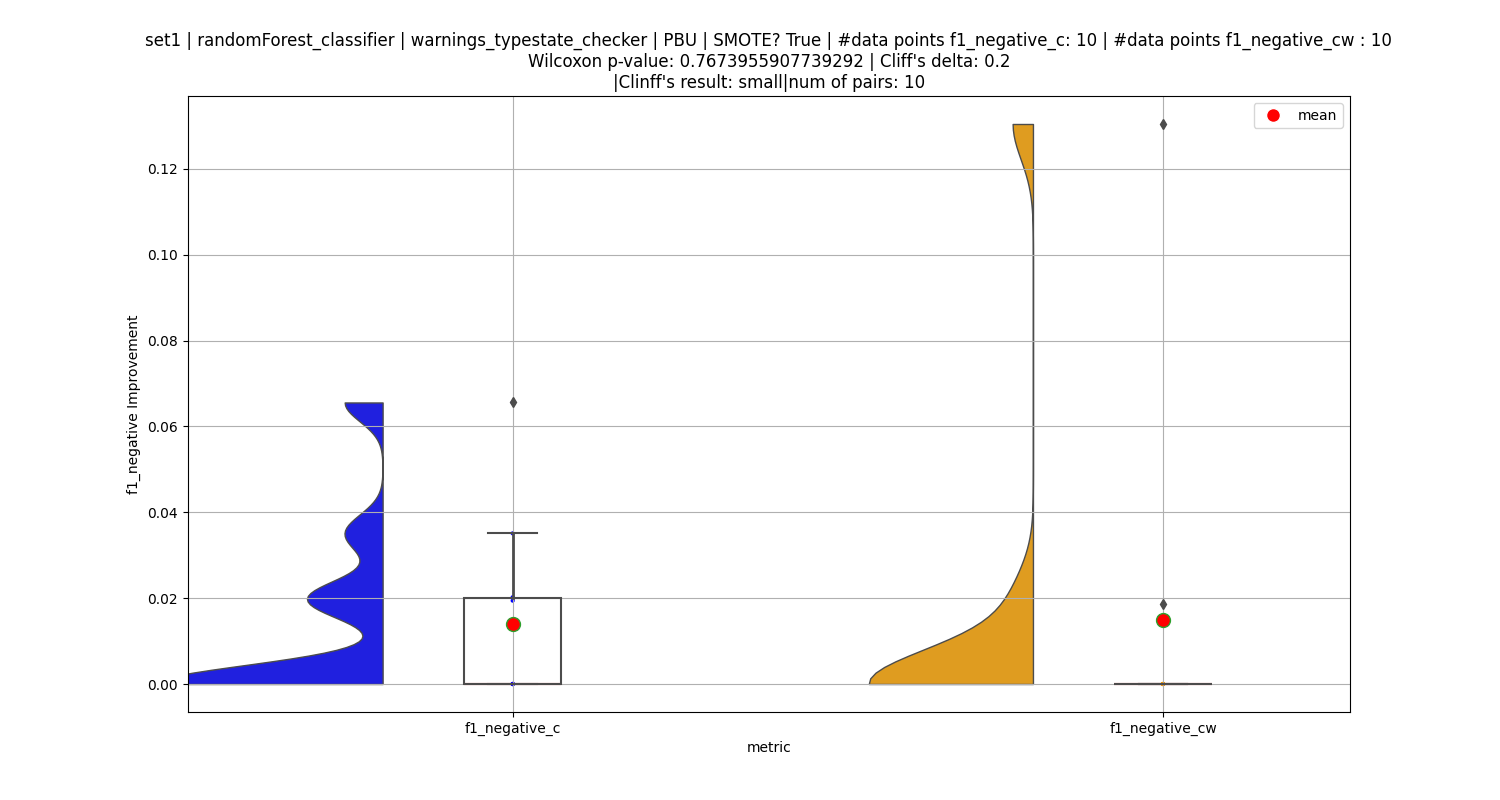 set1 | randomForest_classifier | warnings_typestate_checker | PBU | SMOTE? True | #data points f1_negative_c: 10 | #data points f1_negative_cw : 10
Wilcoxon p-value: 0.7673955907739292 | Cliff's delta: 0.2
|Clinff's result: small|num of pairs: 10
mean
0.12
0.10
0.08
0.06
0.04
0.02
0.00
f1_negative Improvement
f1_negative_c
f1_negative_cw
metric